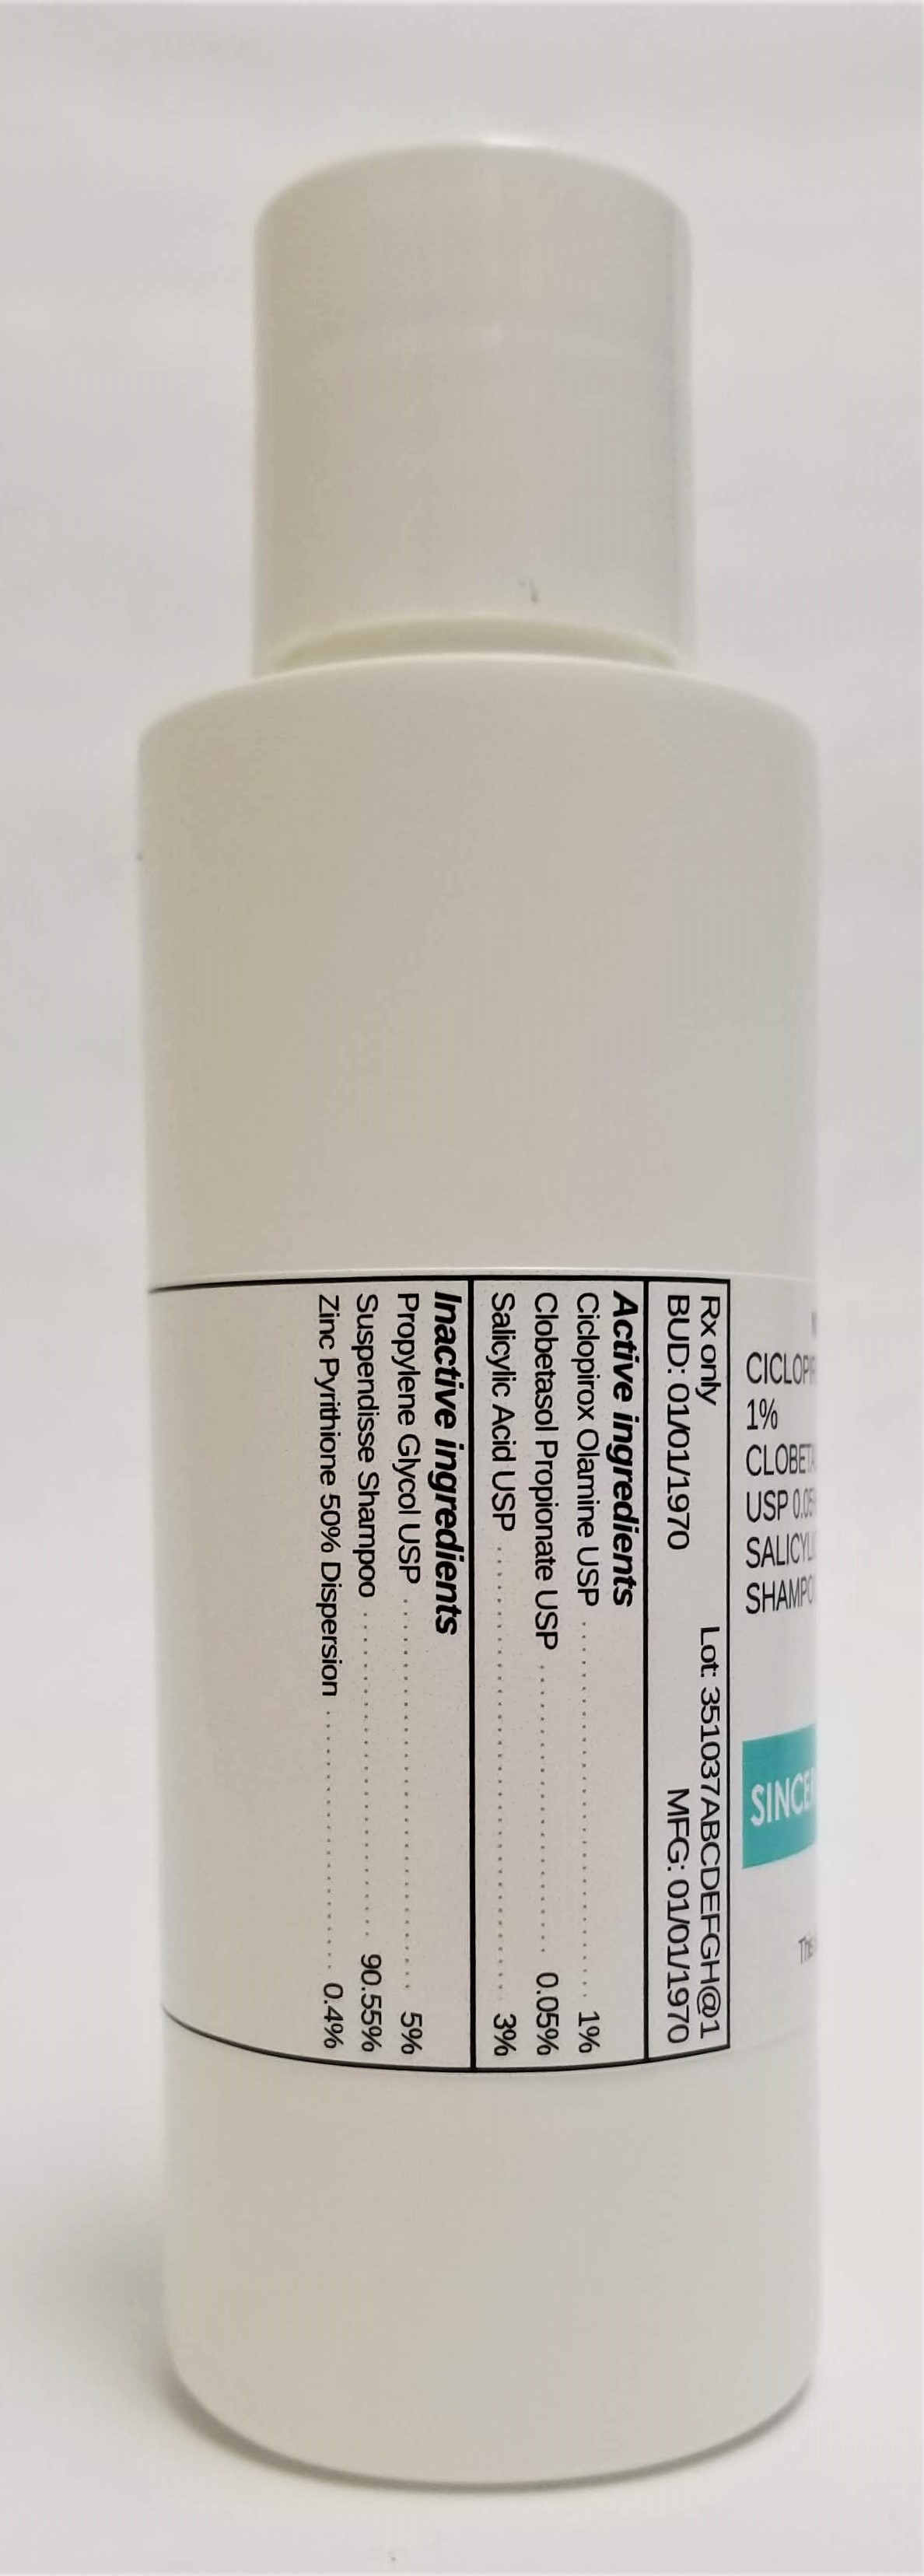 1%
USP
SHAMPO
Rx only Lot: 351037ABCDEFGH@1
BUD: 01/01/1970 MFG: 01/01/1970
Active ingredients
Ciclopirox Olamine USP 1%
Clobetasol Propionate USP 0.05%
Salicylic Acid USP 3%
Inactive ingredients
Propylene Glycol USP 5%
Suspendisse Shampoo 90.55%
Zinc Pyrithione 50% Dispersion 0.4%